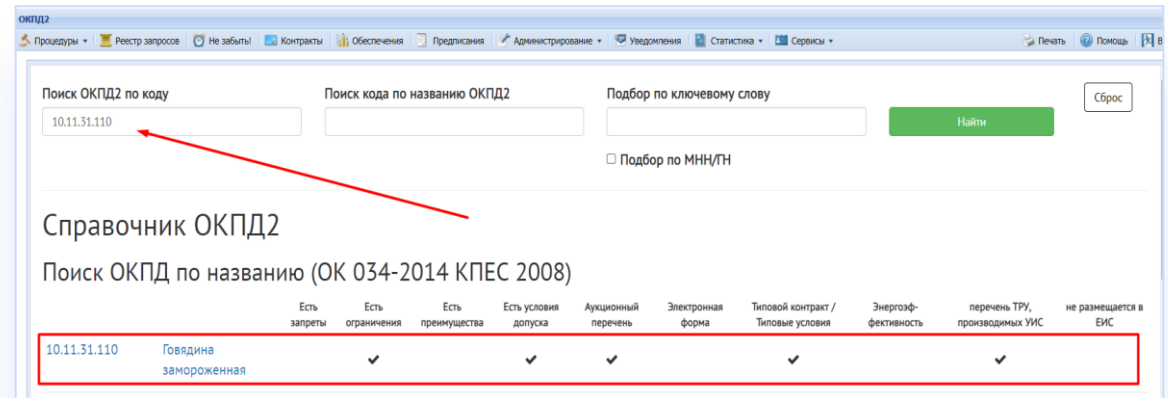 ОКПД2
Процедуры Реестр запросов Не забыть! Контракты Обеспечения Предписания Администрирование Уведомления Статистика Сервисы Печать Помощь В
Поиск ОКПД2 по коду Поиск кода по названию ОКПД2 Подбор по ключевому слову Сброс
10.11.31.110 Найти
Подбор по МНН/ГН
Справочник ОКПД2
Поиск ОКПД по названию (ОК 034-2014 КПЕС 2008)
Есть Есть Есть Есть условия Аукционный Электронная Типовой контракт / Энергоэф- перечень ТРУ, не размещается в
запреты ограничения преимущества допуска перечень форма Типовые условия фективность производимых УИС ЕИС
10.11.31.110 Говядина
замороженная